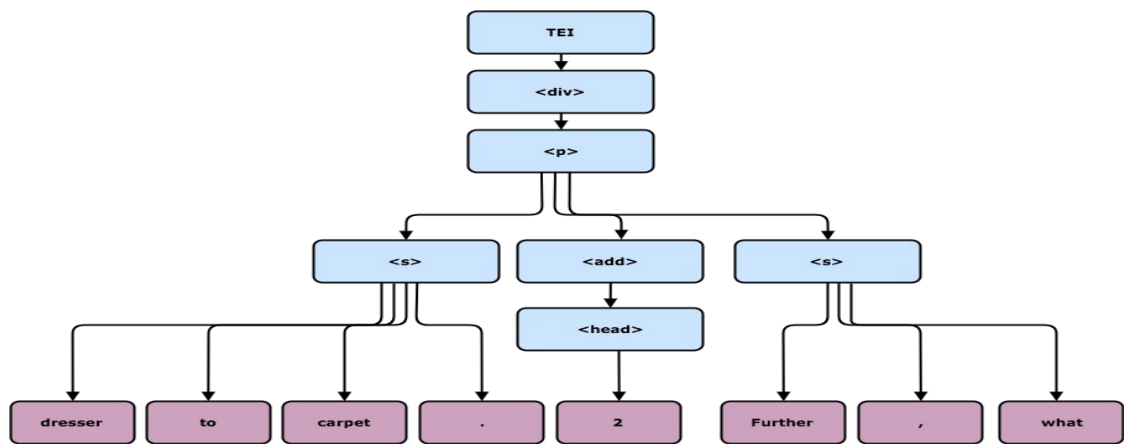 TEI
<div>
<p>
<s> <add> <s>
<head>
dresser to carpet . 2 Further , what